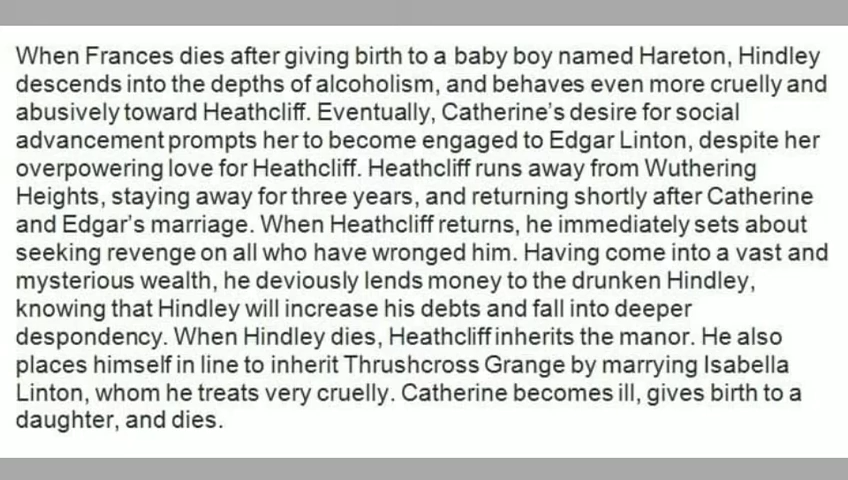 When Frances dies after giving birth to a baby boy named Hareton, Hindley
descends into the depths of alcoholism, and behaves even more cruelly and
abusively toward Heathcliff. Eventually, Catherine's desire for social
advancement prompts her to become engaged to Edgar Linton, despite her
overpowering love for Heathcliff. Heathcliff runs away from Wuthering
Heights, staying away for three years, and returning shortly after Catherine
and Edgar's marriage. When Heathcliff returns, he immediately sets about
seeking revenge on all who have wronged him. Having come into a vast and
mysterious wealth, he deviously lends money to the drunken Hindley,
knowing that Hindley will increase his debts and fall into deeper
despondency. When Hindley dies, Heathcliff inherits the manor. He also
places himself in line to inherit Thrushcross Grange by marrying Isabella
Linton, whom he treats very cruelly. Catherine becomes ill, gives birth to a
daughter, and dies.